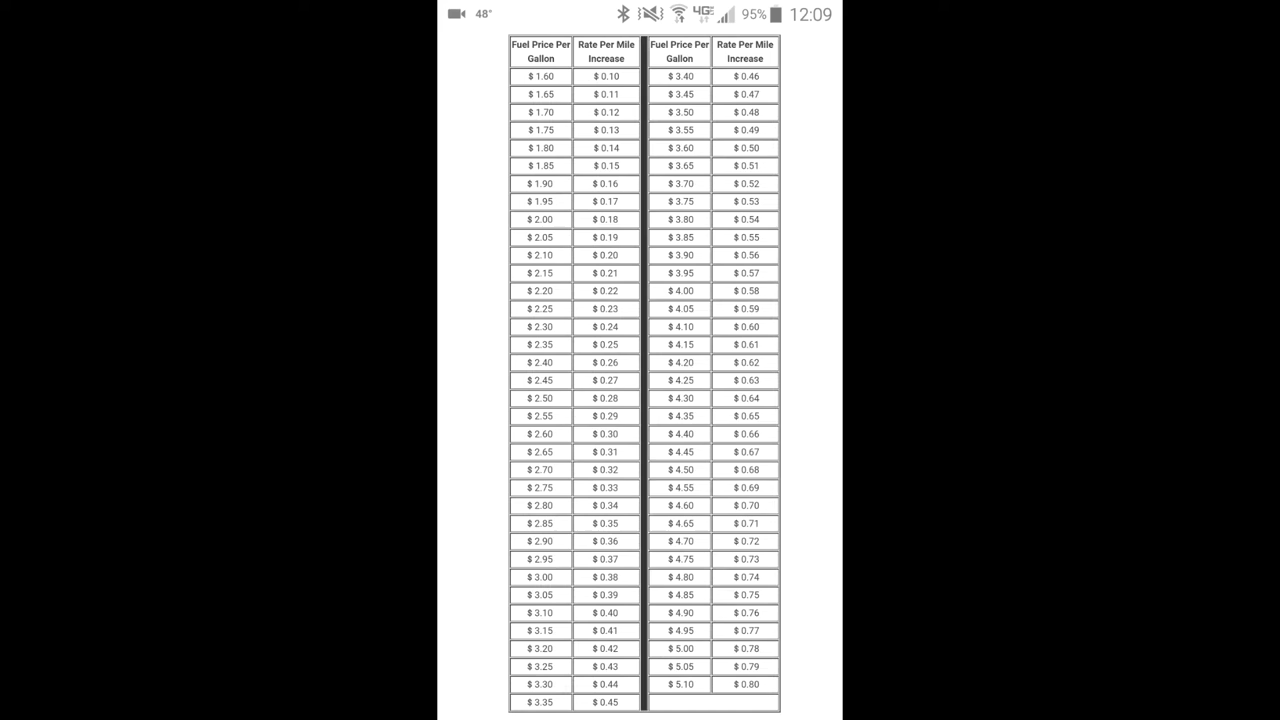 48° 4G 95% 12:09
Fuel Price Per Rate Per Mile Fuel Price Per Rate Per Mile
Gallon Increase Gallon Increase
$ 1.60 $ 0.10 $ 3.40 $ 0.46
$ 1.65 $ 0.11 $ 3.45 $ 0.47
$ 1.70 $ 0.12 $ 3.50 $ 0.48
$ 1.75 $ 0.13 $ 3.55 $ 0.49
$ 1.80 $ 0.14 $ 3.60 $ 0.50
$ 1.85 $ 0.15 $ 3.65 $ 0.51
$ 1.90 $ 0.16 $ 3.70 $ 0.52
$ 1.95 $ 0.17 $ 3.75 $ 0.53
$ 2.00 $ 0.18 $ 3.80 $ 0.54
$ 2.05 $ 0.19 $ 3.85 $ 0.55
$ 2.10 $ 0.20 $ 3.90 $ 0.56
$ 2.15 $ 0.21 $ 3.95 $ 0.57
$ 2.20 $ 0.22 $ 4.00 $ 0.58
$ 2.25 $ 0.23 $ 4.05 $ 0.59
$ 2.30 $ 0.24 $ 4.10 $ 0.60
$ 2.35 $ 0.25 $ 4.15 $ 0.61
$ 2.40 $ 0.26 $ 4.20 $ 0.62
$ 2.45 $ 0.27 $ 4.25 $ 0.63
$ 2.50 $ 0.28 $ 4.30 $ 0.64
$ 2.55 $ 0.29 $ 4.35 $ 0.65
$ 2.60 $ 0.30 $ 4.40 $ 0.66
$ 2.65 $ 0.31 $ 4.45 $ 0.67
$ 2.70 $ 0.32 $ 4.50 $ 0.68
$ 2.75 $ 0.33 $ 4.55 $ 0.69
$ 2.80 $ 0.34 $ 4.60 $ 0.70
$ 2.85 $ 0.35 $ 4.65 $ 0.71
$ 2.90 $ 0.36 $ 4.70 $ 0.72
$ 2.95 $ 0.37 $ 4.75 $ 0.73
$ 3.00 $ 0.38 $ 4.80 $ 0.74
$ 3.05 $ 0.39 $ 4.85 $ 0.75
$ 3.10 $ 0.40 $ 4.90 $ 0.76
$ 3.15 $ 0.41 $ 4.95 $ 0.77
$ 3.20 $ 0.42 $ 5.00 $ 0.78
$ 3.25 $ 0.43 $ 5.05 $ 0.79
$ 3.30 $ 0.44 $ 5.10 $ 0.80
$ 3.35 $ 0.45